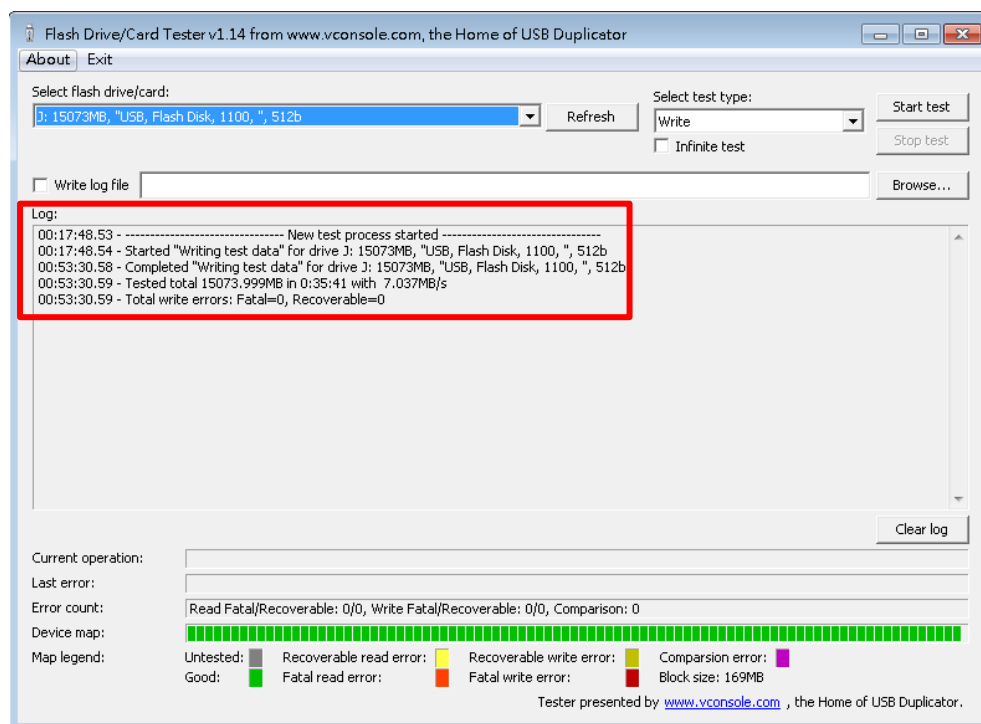 Flash Drive/Card Tester v1.14 from www.vconsole.com, the Home of USB Duplicator
About Exit
Select flash drive/card:
J: 15073MB, "USB, Flash Disk, 1100, ", 512b
Refresh
Select test type:
Write
Infinite test
Start test
Stop test
Write log file
Browse...
Log:
00:17:48.53 - -------------------------------- New test process started --------------------------------
00:17:48.54 - Started "Writing test data" for drive J: 15073MB, "USB, Flash Disk, 1100, ", 512b
00:53:30.58 - Completed "Writing test data" for drive J: 15073MB, "USB, Flash Disk, 1100, ", 512b
00:53:30.59 - Tested total 15073.999MB in 0:35:41 with 7.037MB/s
00:53:30.59 - Total write errors: Fatal=0, Recoverable=0
Clear log
Current operation:
Last error:
Error count: Read Fatal/Recoverable: 0/0, Write Fatal/Recoverable: 0/0, Comparison: 0
Device map:
Map legend: Untested: Recoverable read error: Recoverable write error: Comparsion error:
Good: Fatal read error: Fatal write error: Block size: 169MB
Tester presented by www.vconsole.com , the Home of USB Duplicator.